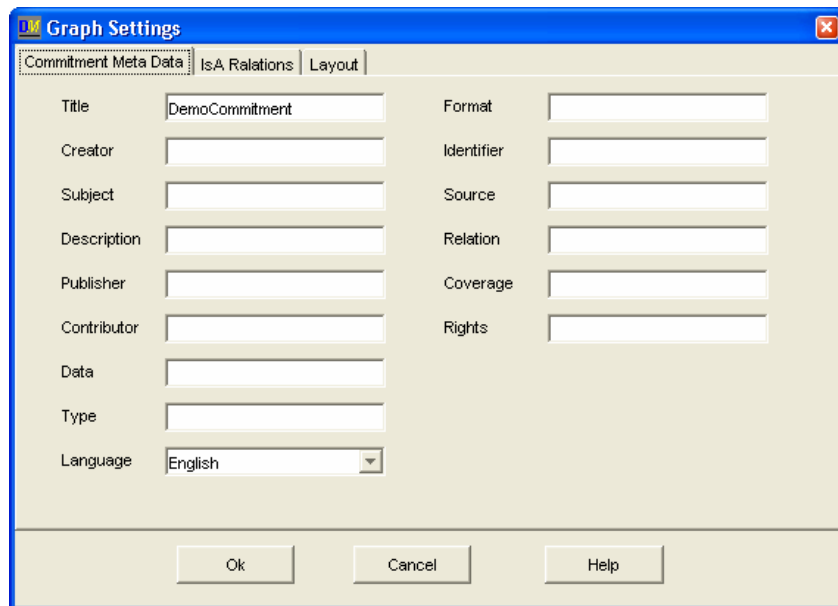 DM Graph Settings
Commitment Meta Data IsA Ralations Layout
Title DemoCommitment Format
Creator Identifier
Subject Source
Description Relation
Publisher Coverage
Contributor Rights
Data
Type
Language English
Ok Cancel Help